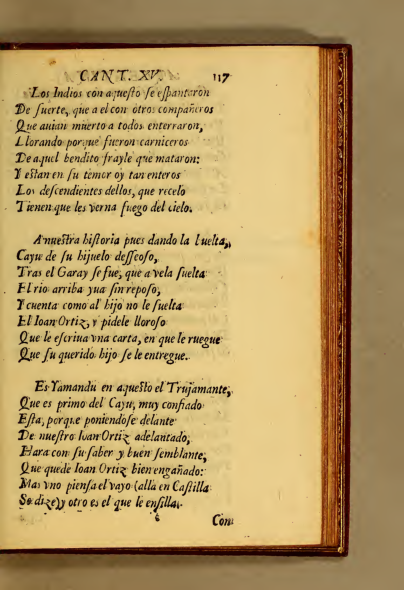 CANT. XV. 117
Los Indios con aquesto se espantaron
De suerte, que a el con otros compañeros
Que auian muerto a todos enterraron,
Llorando porque fueron carniceros
De aquel bendito frayle que mataron:
Y estan en su temor oy tan enteros
Los descendientes dellos, que recelo
Tienen que les verna fuego del cielo.
A nuestra historia pues dando la buelta,
Cayu de su hijuelo desseoso,
Tras el Garay se fue, que a vela suelta
El rio arriba yua sin reposo,
Y cuenta como al hijo no le suelta
El Ioan Ortiz, y pidele lloroso
Que le escriua vna carta, en que le ruegue
Que su querido hijo se le entregue.
Es Yamandu en aquesto el Trujamante,
Que es primo del Cayu, muy confiado
Esta, porque poniendose delante
De nuestro Iuan Ortiz adelantado,
Hara con su saber y buen semblante,
Que quede Ioan Ortiz bien engañado:
Mas vno piensa el vayo (alla en Castilla
Se dize) y otro es el que le ensilla.
Con